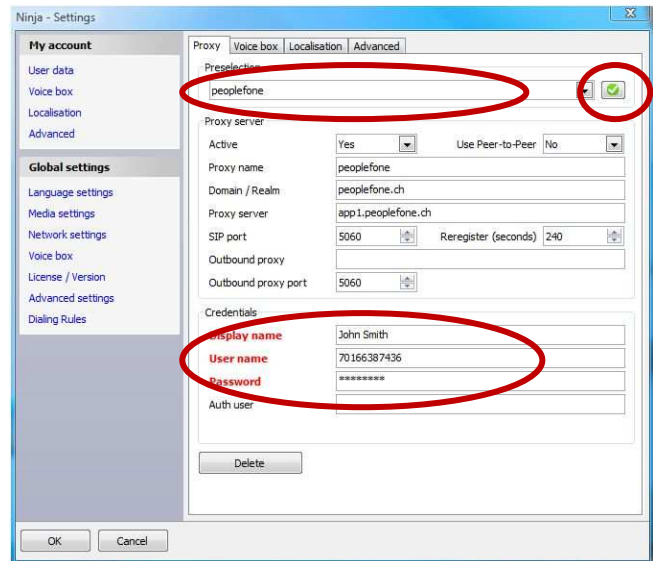 Ninja - Settings
My account
User data
Voice box
Localisation
Advanced
Global settings
Language settings
Media settings
Network settings
Voice box
License / Version
Advanced settings
Dialing Rules
Proxy Voice box Localisation Advanced
Preselection
peoplefone
Proxy server
Active Yes Use Peer-to-Peer No
Proxy name peoplefone
Domain / Realm peoplefone.ch
Proxy server app1.peoplefone.ch
SIP port 5060 Reregister (seconds) 240
Outbound proxy
Outbound proxy port 5060
Credentials
Display name John Smith
User name 70166387436
Password ********
Auth user
Delete
OK Cancel